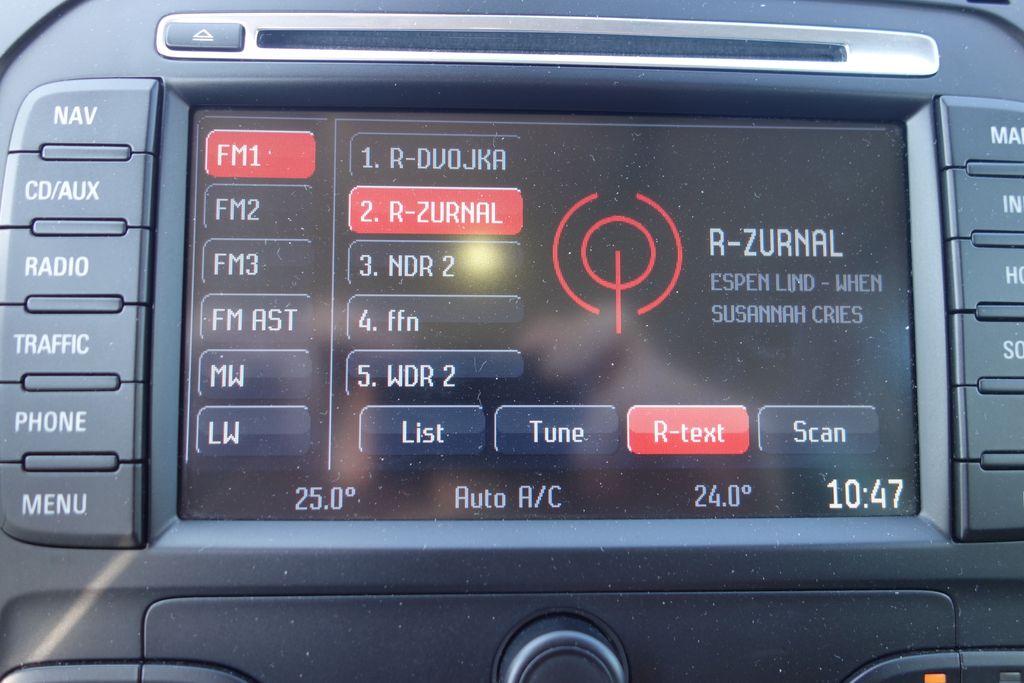 NAV
CD/AUX
RADIO
TRAFFIC
PHONE
MENU
FM1
FM2
FM3
FM AST
MW
LW
1. R-DVOJKA
2. R-ZURNAL
3. NDR 2
4. ffn
5. WDR 2
R-ZURNAL
ESPEN LIND - WHEN
SUSANNAH CRIES
List Tune R-text Scan
25.0° Auto A/C 24.0° 10:47